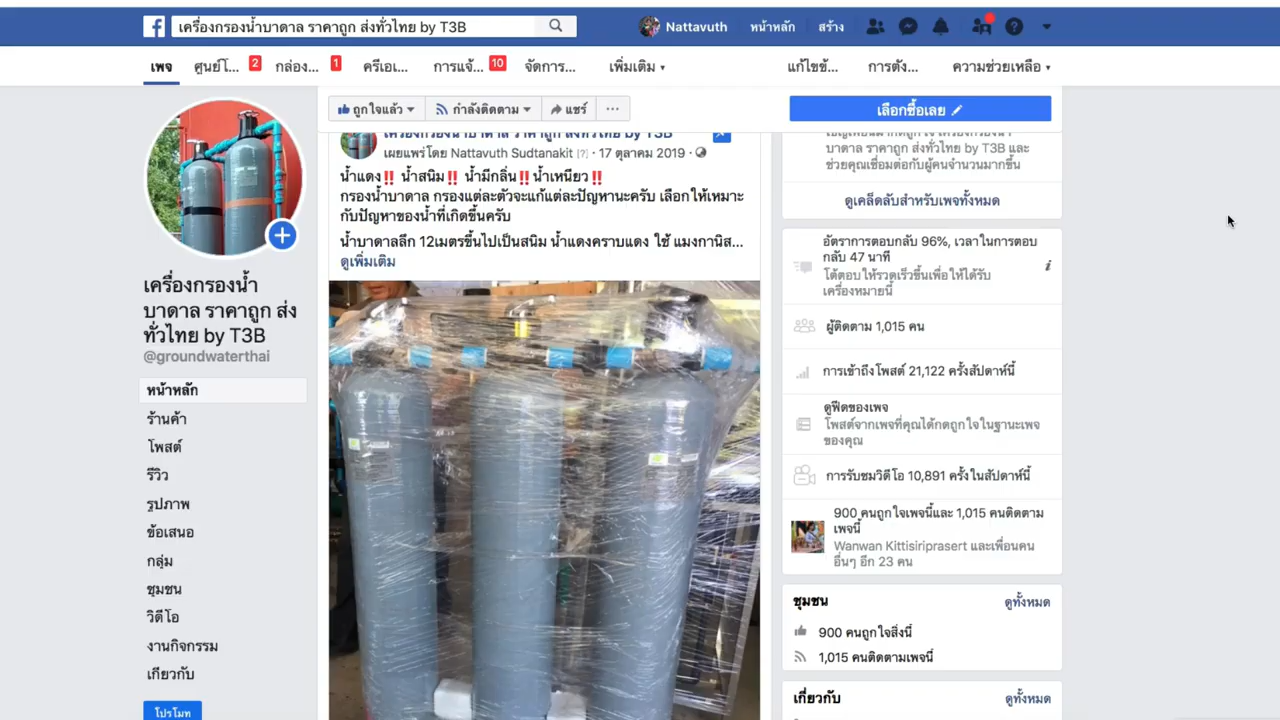 เครื่องกรองน้ำบาดาล ราคาถูก ส่งทั่วไทย by T3B
Nattavuth
หน้าหลัก
สร้าง
เพจ
ศูนย์โ... 2
กล่อง... 1
ครีเอเ...
การแจ้... 10
จัดการ...
เพิ่มเติม
แก้ไขข้...
การตั้ง...
ความช่วยเหลือ
ถูกใจแล้ว
กำลังติดตาม
แชร์
เลือกซื้อเลย
เครื่องกรองน้ำบาดาล ราคาถูก ส่งทั่วไทย by T3B
@groundwaterthai
หน้าหลัก
ร้านค้า
โพสต์
รีวิว
รูปภาพ
ข้อเสนอ
กลุ่ม
ชุมชน
วิดีโอ
งานกิจกรรม
เกี่ยวกับ
โปรโมท
เครื่องกรองน้ำบาดาล ราคาถูก ส่งทั่วไทย by T3B
เผยแพร่โดย Nattavuth Sudtanakit [?] · 17 ตุลาคม 2019 ·
น้ำแดง‼ น้ำสนิม‼ น้ำมีกลิ่น‼ น้ำเหนียว‼
กรองน้ำบาดาล กรองแต่ละตัวจะแก้แต่ละปัญหานะครับ เลือกให้เหมาะ
กับปัญหาของน้ำที่เกิดขึ้นครับ
น้ำบาดาลลึก 12เมตรขึ้นไปเป็นสนิม น้ำแดงคราบแดง ใช้ แมงกานิส...
ดูเพิ่มเติม
บาดาล ราคาถูก ส่งทั่วไทย by T3B และ
ช่วยคุณเชื่อมต่อกับผู้คนจำนวนมากขึ้น
ดูเคล็ดลับสำหรับเพจทั้งหมด
อัตราการตอบกลับ 96%, เวลาในการตอบ
กลับ 47 นาที
โต้ตอบให้รวดเร็วขึ้นเพื่อให้ได้รับ
เครื่องหมายนี้
ผู้ติดตาม 1,015 คน
การเข้าถึงโพสต์ 21,122 ครั้งสัปดาห์นี้
ดูฟีดของเพจ
โพสต์จากเพจที่คุณได้กดถูกใจในฐานะเพจ
ของคุณ
การรับชมวิดีโอ 10,891 ครั้งในสัปดาห์นี้
900 คนถูกใจเพจนี้และ 1,015 คนติดตาม
เพจนี้
Wanwan Kittisiriprasert และเพื่อนคน
อื่นๆ อีก 23 คน
ชุมชน
ดูทั้งหมด
900 คนถูกใจสิ่งนี้
1,015 คนติดตามเพจนี้
เกี่ยวกับ
ดูทั้งหมด